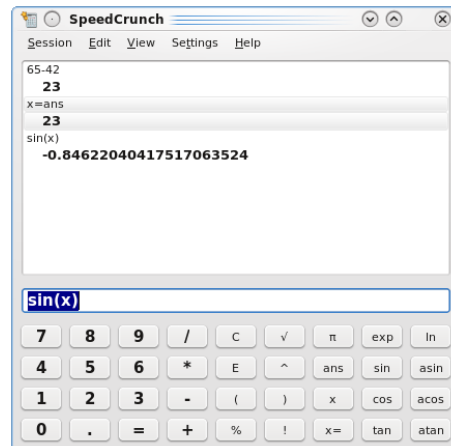 SpeedCrunch
Session Edit View Settings Help
65-42
23
x=ans
23
sin(x)
-0.84622040417517063524
sin(x)
7 8 9 / C √ π exp ln
4 5 6 * E ^ ans sin asin
1 2 3 - ( ) x cos acos
0 . = + % ! x= tan atan